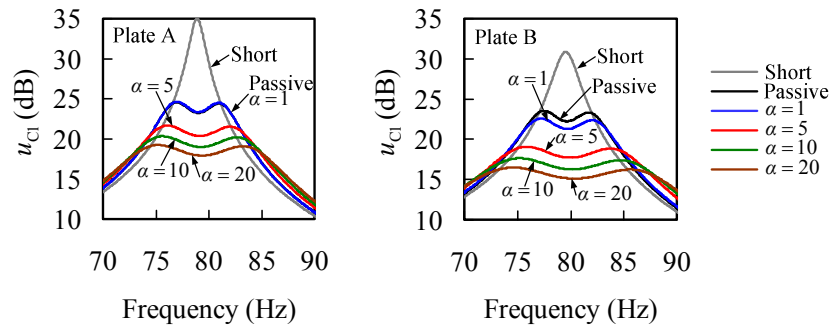 35
30
25
20
15
10
u_Cl (dB)
Plate A
Short
Passive
α = 1
α = 5
α = 10
α = 20
70 75 80 85 90
Frequency (Hz)
35
30
25
20
15
10
u_Cl (dB)
Plate B
Short
α = 1
Passive
α = 5
α = 10
α = 20
70 75 80 85 90
Frequency (Hz)
Short
Passive
α = 1
α = 5
α = 10
α = 20